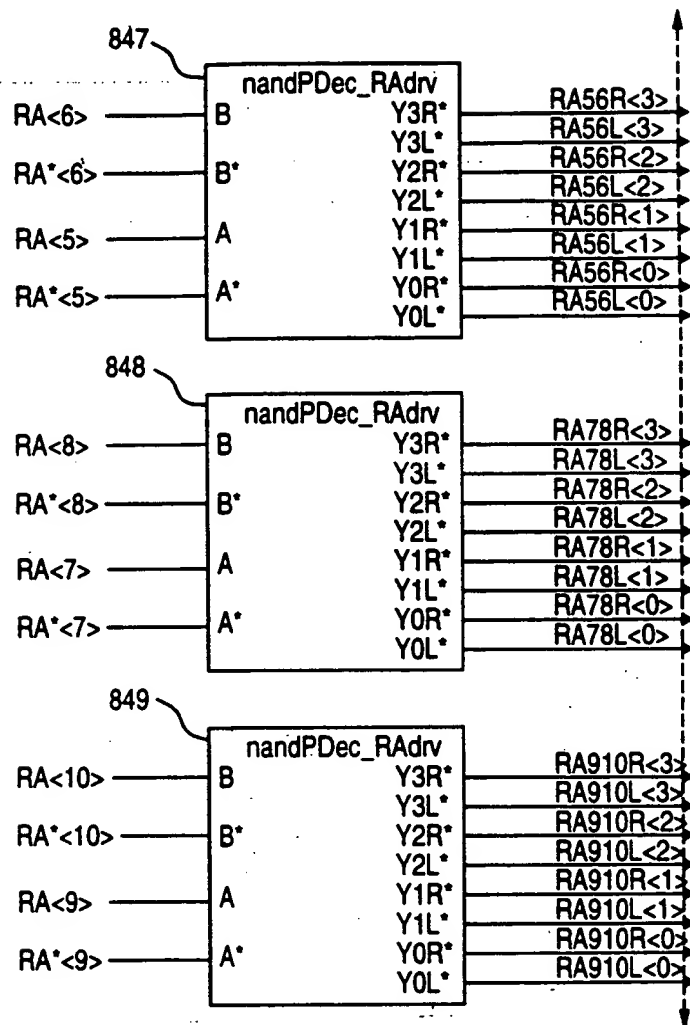 847
nandPDec_RAdrv
RA<6> B Y3R* RA56R<3>
Y3L* RA56L<3>
RA*<6> B* Y2R* RA56R<2>
Y2L* RA56L<2>
RA<5> A Y1R* RA56R<1>
Y1L* RA56L<1>
RA*<5> A* Y0R* RA56R<0>
Y0L* RA56L<0>
848
nandPDec_RAdrv
RA<8> B Y3R* RA78R<3>
Y3L* RA78L<3>
RA*<8> B* Y2R* RA78R<2>
Y2L* RA78L<2>
RA<7> A Y1R* RA78R<1>
Y1L* RA78L<1>
RA*<7> A* Y0R* RA78R<0>
Y0L* RA78L<0>
849
nandPDec_RAdrv
RA<10> B Y3R* RA910R<3>
Y3L* RA910L<3>
RA*<10> B* Y2R* RA910R<2>
Y2L* RA910L<2>
RA<9> A Y1R* RA910R<1>
Y1L* RA910L<1>
RA*<9> A* Y0R* RA910R<0>
Y0L* RA910L<0>